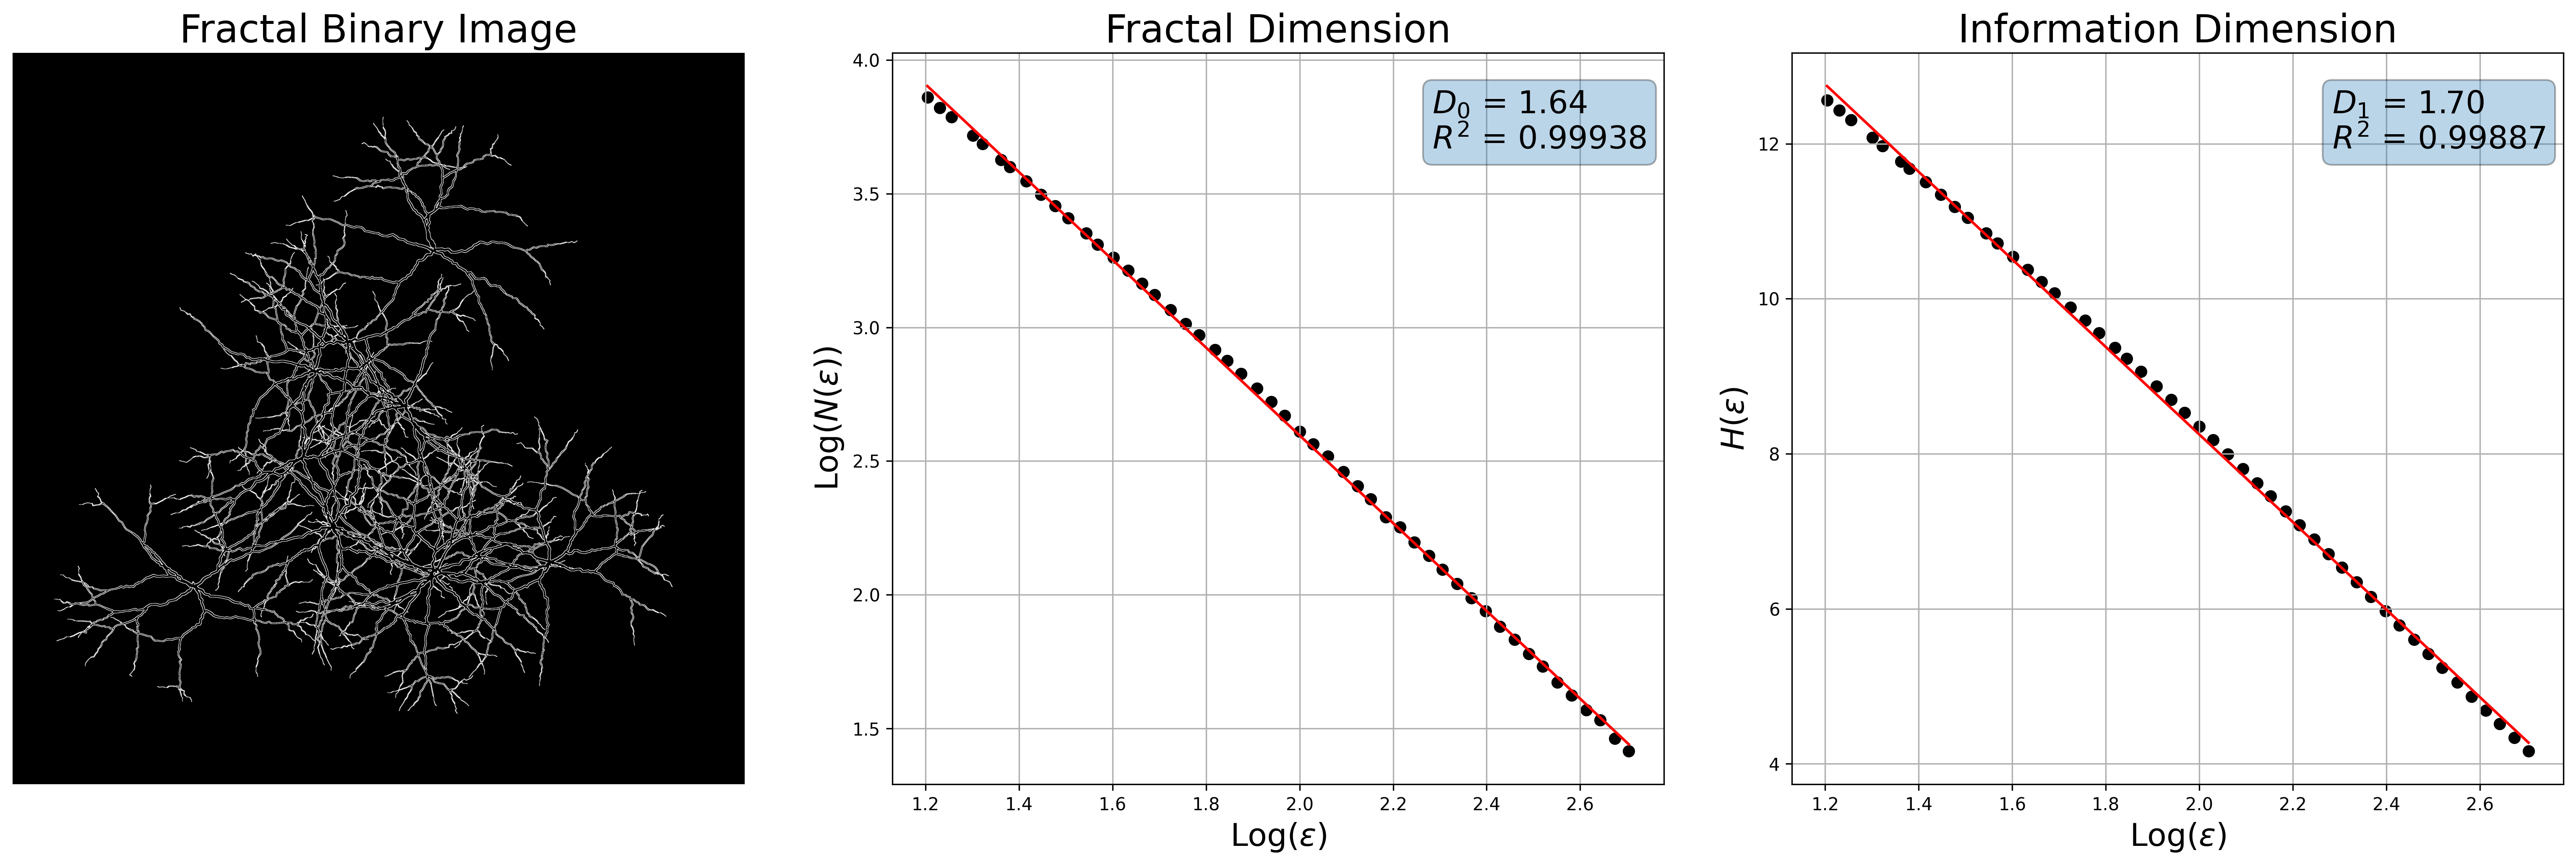 Fractal Binary Image
Fractal Dimension
4.0
3.5
3.0
2.5
2.0
1.5
Log(N(ε))
D₀ = 1.64
R² = 0.99938
1.2 1.4 1.6 1.8 2.0 2.2 2.4 2.6
Log(ε)
Information Dimension
12
10
8
6
4
H(ε)
D₁ = 1.70
R² = 0.99887
1.2 1.4 1.6 1.8 2.0 2.2 2.4 2.6
Log(ε)